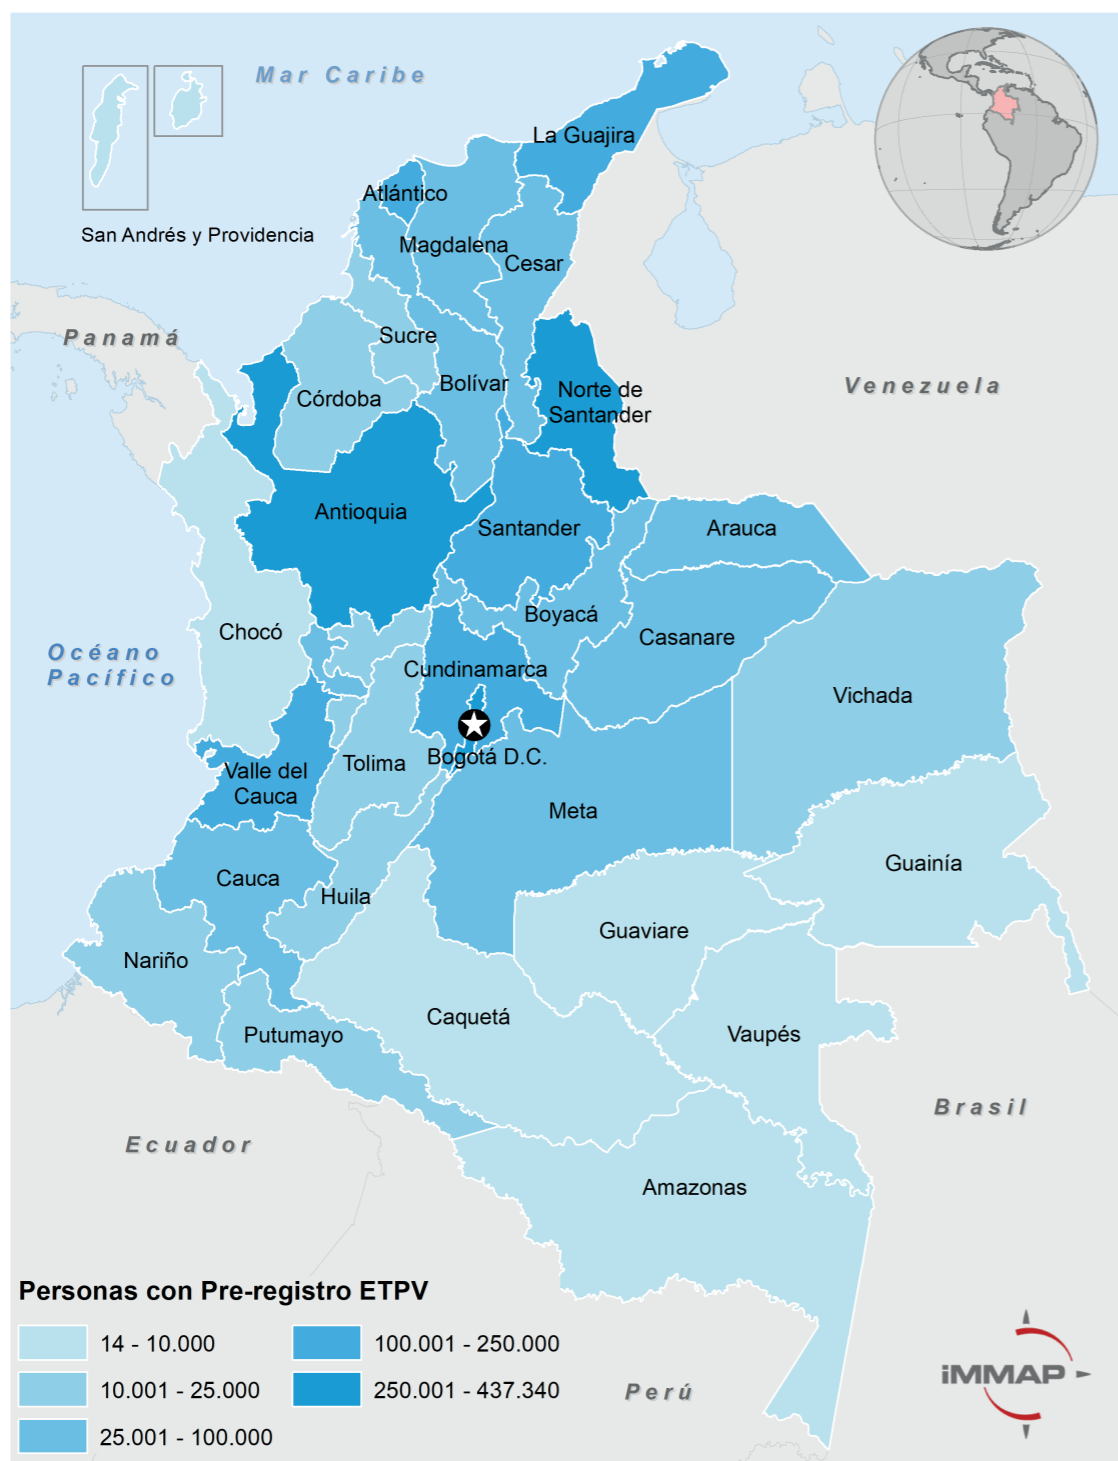 Mar Caribe
La Guajira
Atlántico
San Andrés y Providencia
Magdalena
Cesar
Panamá
Sucre
Bolívar
Córdoba
Norte de
Santander
Venezuela
Antioquia
Santander
Arauca
Boyacá
Chocó
Casanare
Océano
Pacífico
Cundinamarca
Vichada
Bogotá D.C.
Tolima
Valle del
Cauca
Meta
Guainía
Cauca
Huila
Guaviare
Nariño
Caquetá
Putumayo
Vaupés
Brasil
Ecuador
Amazonas
Personas con Pre-registro ETPV
14 - 10.000
10.001 - 25.000
25.001 - 100.000
100.001 - 250.000
250.001 - 437.340
Perú
iMMAP